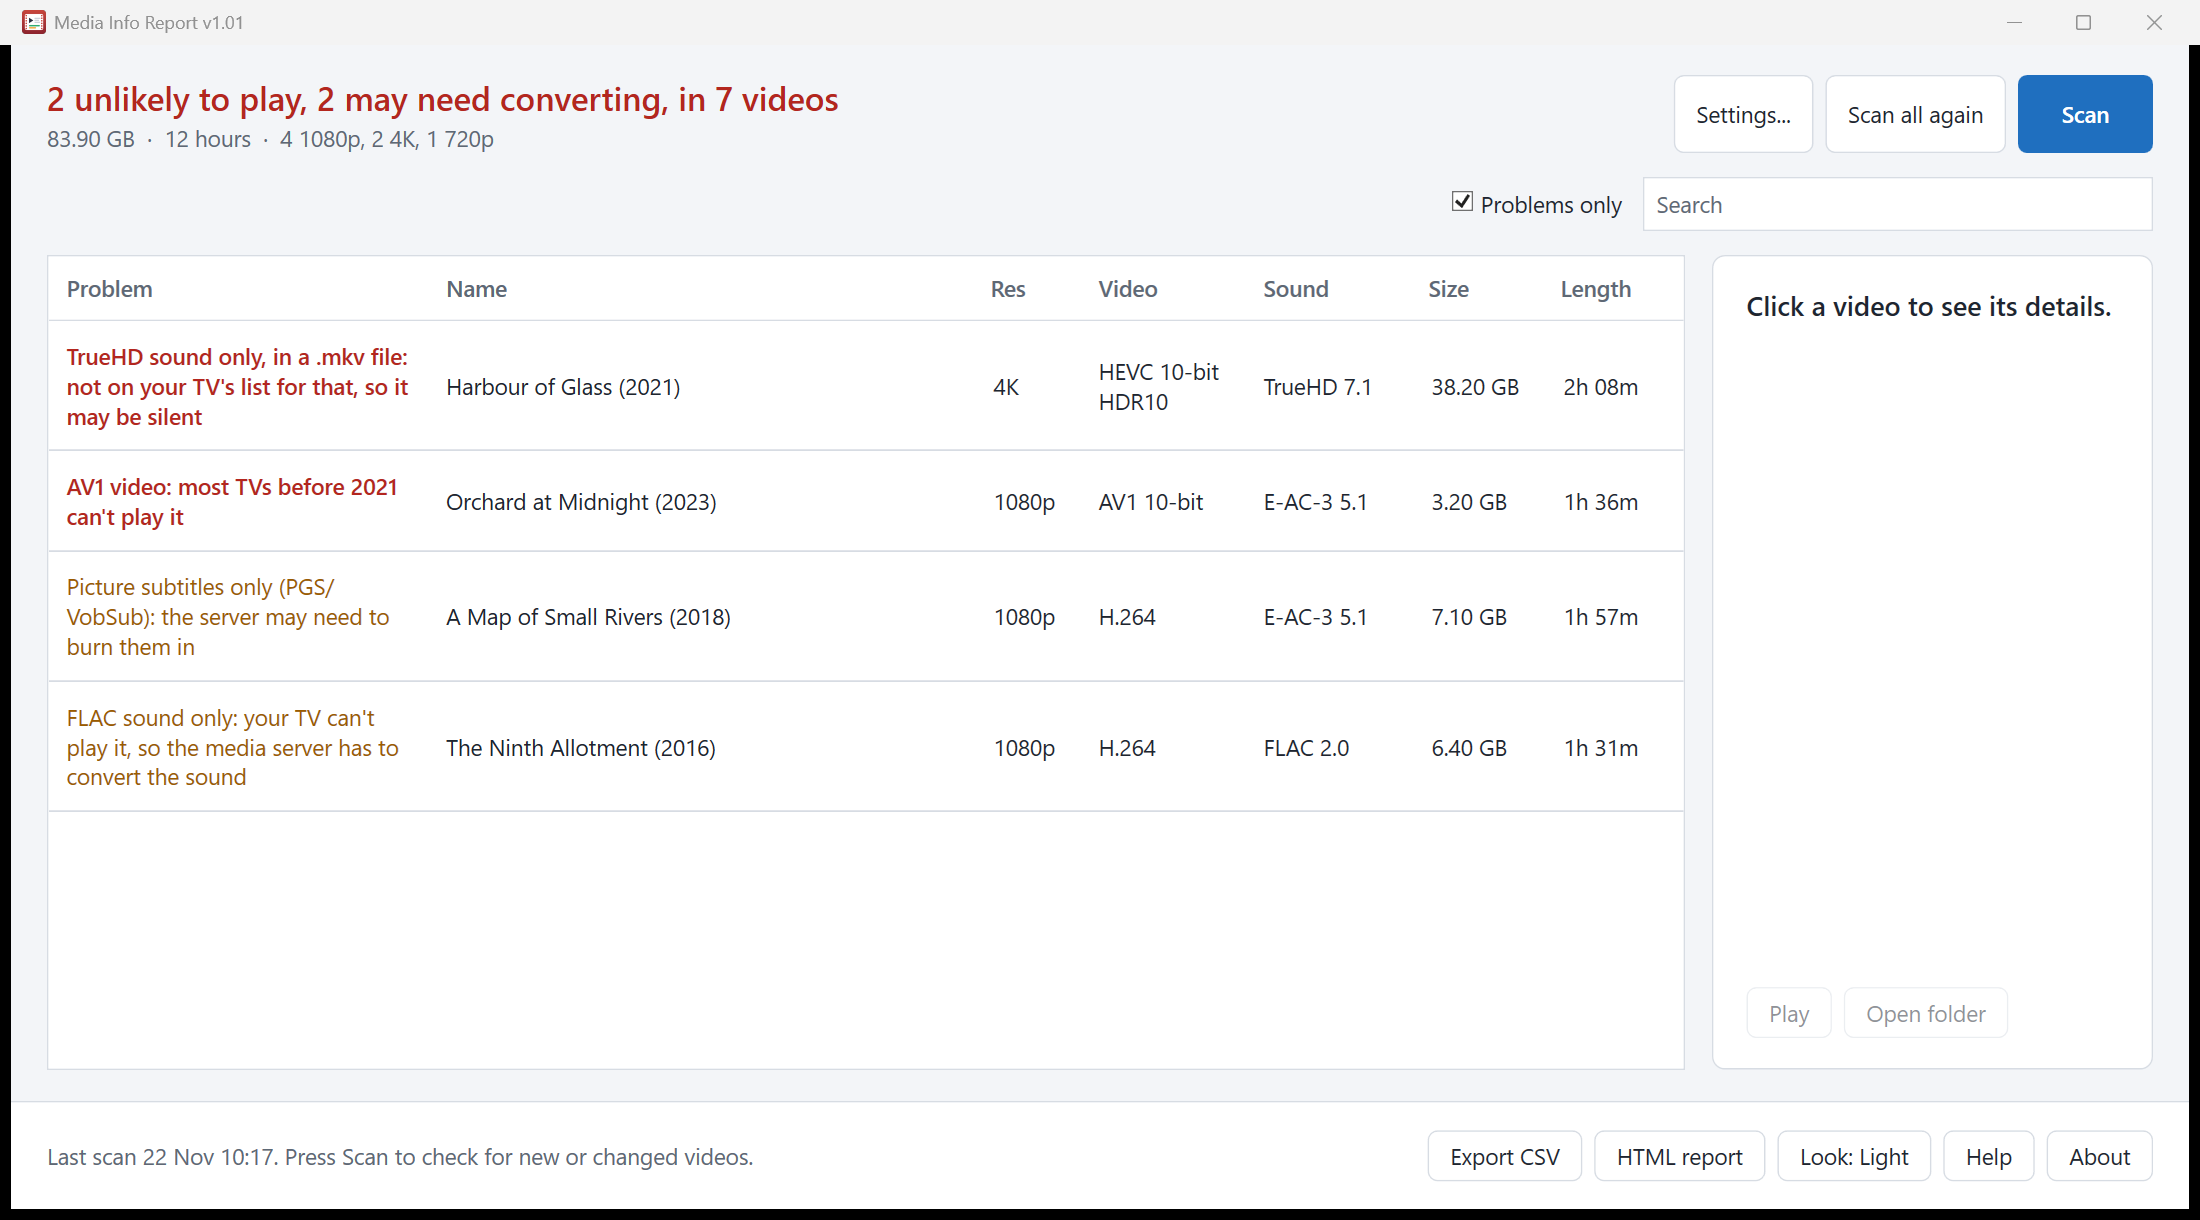 Media Info Report v1.01
2 unlikely to play, 2 may need converting, in 7 videos
83.90 GB · 12 hours · 4 1080p, 2 4K, 1 720p
Settings...
Scan all again
Scan
Problems only
Search
Problem Name Res Video Sound Size Length
TrueHD sound only, in a .mkv file:
not on your TV's list for that, so it
may be silent
Harbour of Glass (2021)
4K
HEVC 10-bit
HDR10
TrueHD 7.1
38.20 GB
2h 08m
AV1 video: most TVs before 2021
can't play it
Orchard at Midnight (2023)
1080p
AV1 10-bit
E-AC-3 5.1
3.20 GB
1h 36m
Picture subtitles only (PGS/
VobSub): the server may need to
burn them in
A Map of Small Rivers (2018)
1080p
H.264
E-AC-3 5.1
7.10 GB
1h 57m
FLAC sound only: your TV can't
play it, so the media server has to
convert the sound
The Ninth Allotment (2016)
1080p
H.264
FLAC 2.0
6.40 GB
1h 31m
Click a video to see its details.
Play
Open folder
Last scan 22 Nov 10:17. Press Scan to check for new or changed videos.
Export CSV
HTML report
Look: Light
Help
About